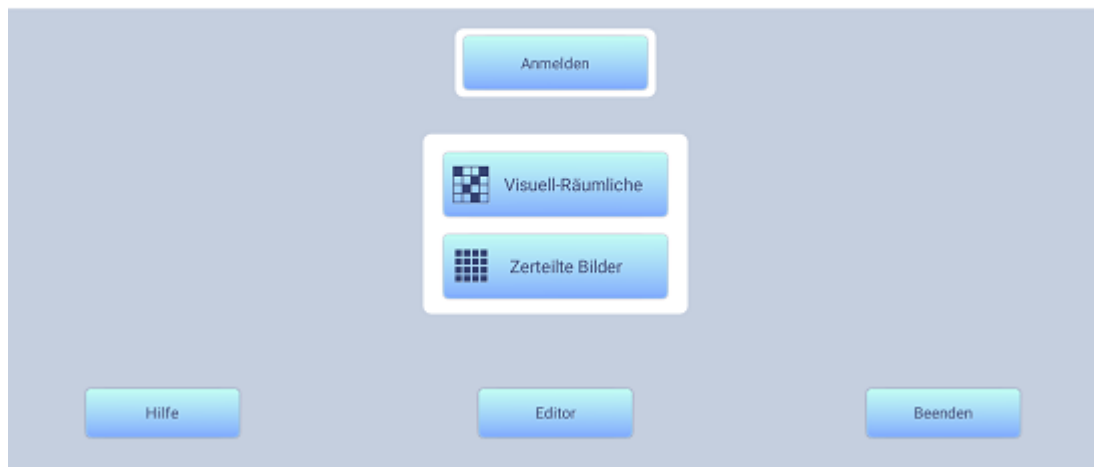 Anmelden
Visuell-Räumliche
Zerteilte Bilder
Hilfe
Editor
Beenden